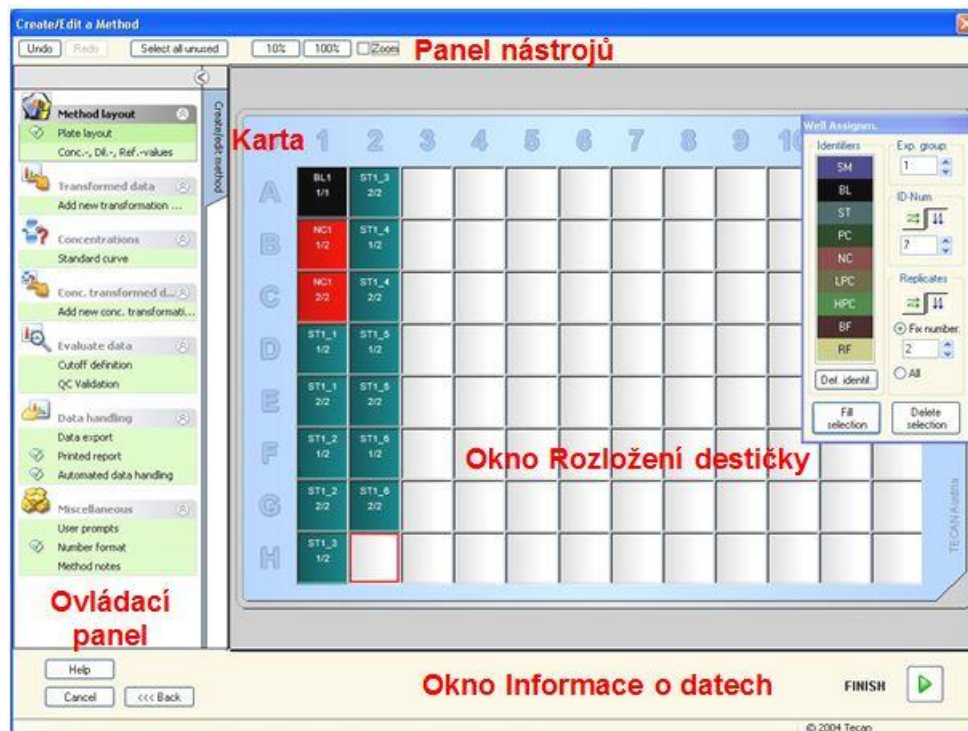 Create/Edit a Method
Undo Redo Select all unused 10% 100% Zoom Panel nástrojů
Method layout
Plate layout
Conc.-, Dil.-, Ref.-values
Transformed data
Add new transformation ...
Concentrations
Standard curve
Conc. transformed d...
Add new conc. transformati...
Evaluate data
Cutoff definition
QC Validation
Data handling
Data export
Printed report
Automated data handling
Miscellaneous
User prompts
Number format
Method notes
Ovládací
panel
Create/edit method
Karta 1 2 3 4 5 6 7 8 9 10
A BL1 ST1_3
1/1 2/2
B NC1 ST1_4
1/2 1/2
C NC1 ST1_4
2/2 2/2
D ST1_1 ST1_5
1/2 1/2
E ST1_1 ST1_5
2/2 2/2
F ST1_2 ST1_6
1/2 1/2
G ST1_2 ST1_6
2/2 2/2
H ST1_3
1/2
Okno Rozložení destičky
TECAN Austria
Well Assignm.
Identifiers
SM
BL
ST
PC
NC
LPC
HPC
BF
RF
Del. identif.
Exp. group:
1
ID-Num
7
Replicates
Fix number:
2
All
Fill
selection
Delete
selection
Help
Cancel <<< Back
Okno Informace o datech
FINISH
© 2004 Tecan